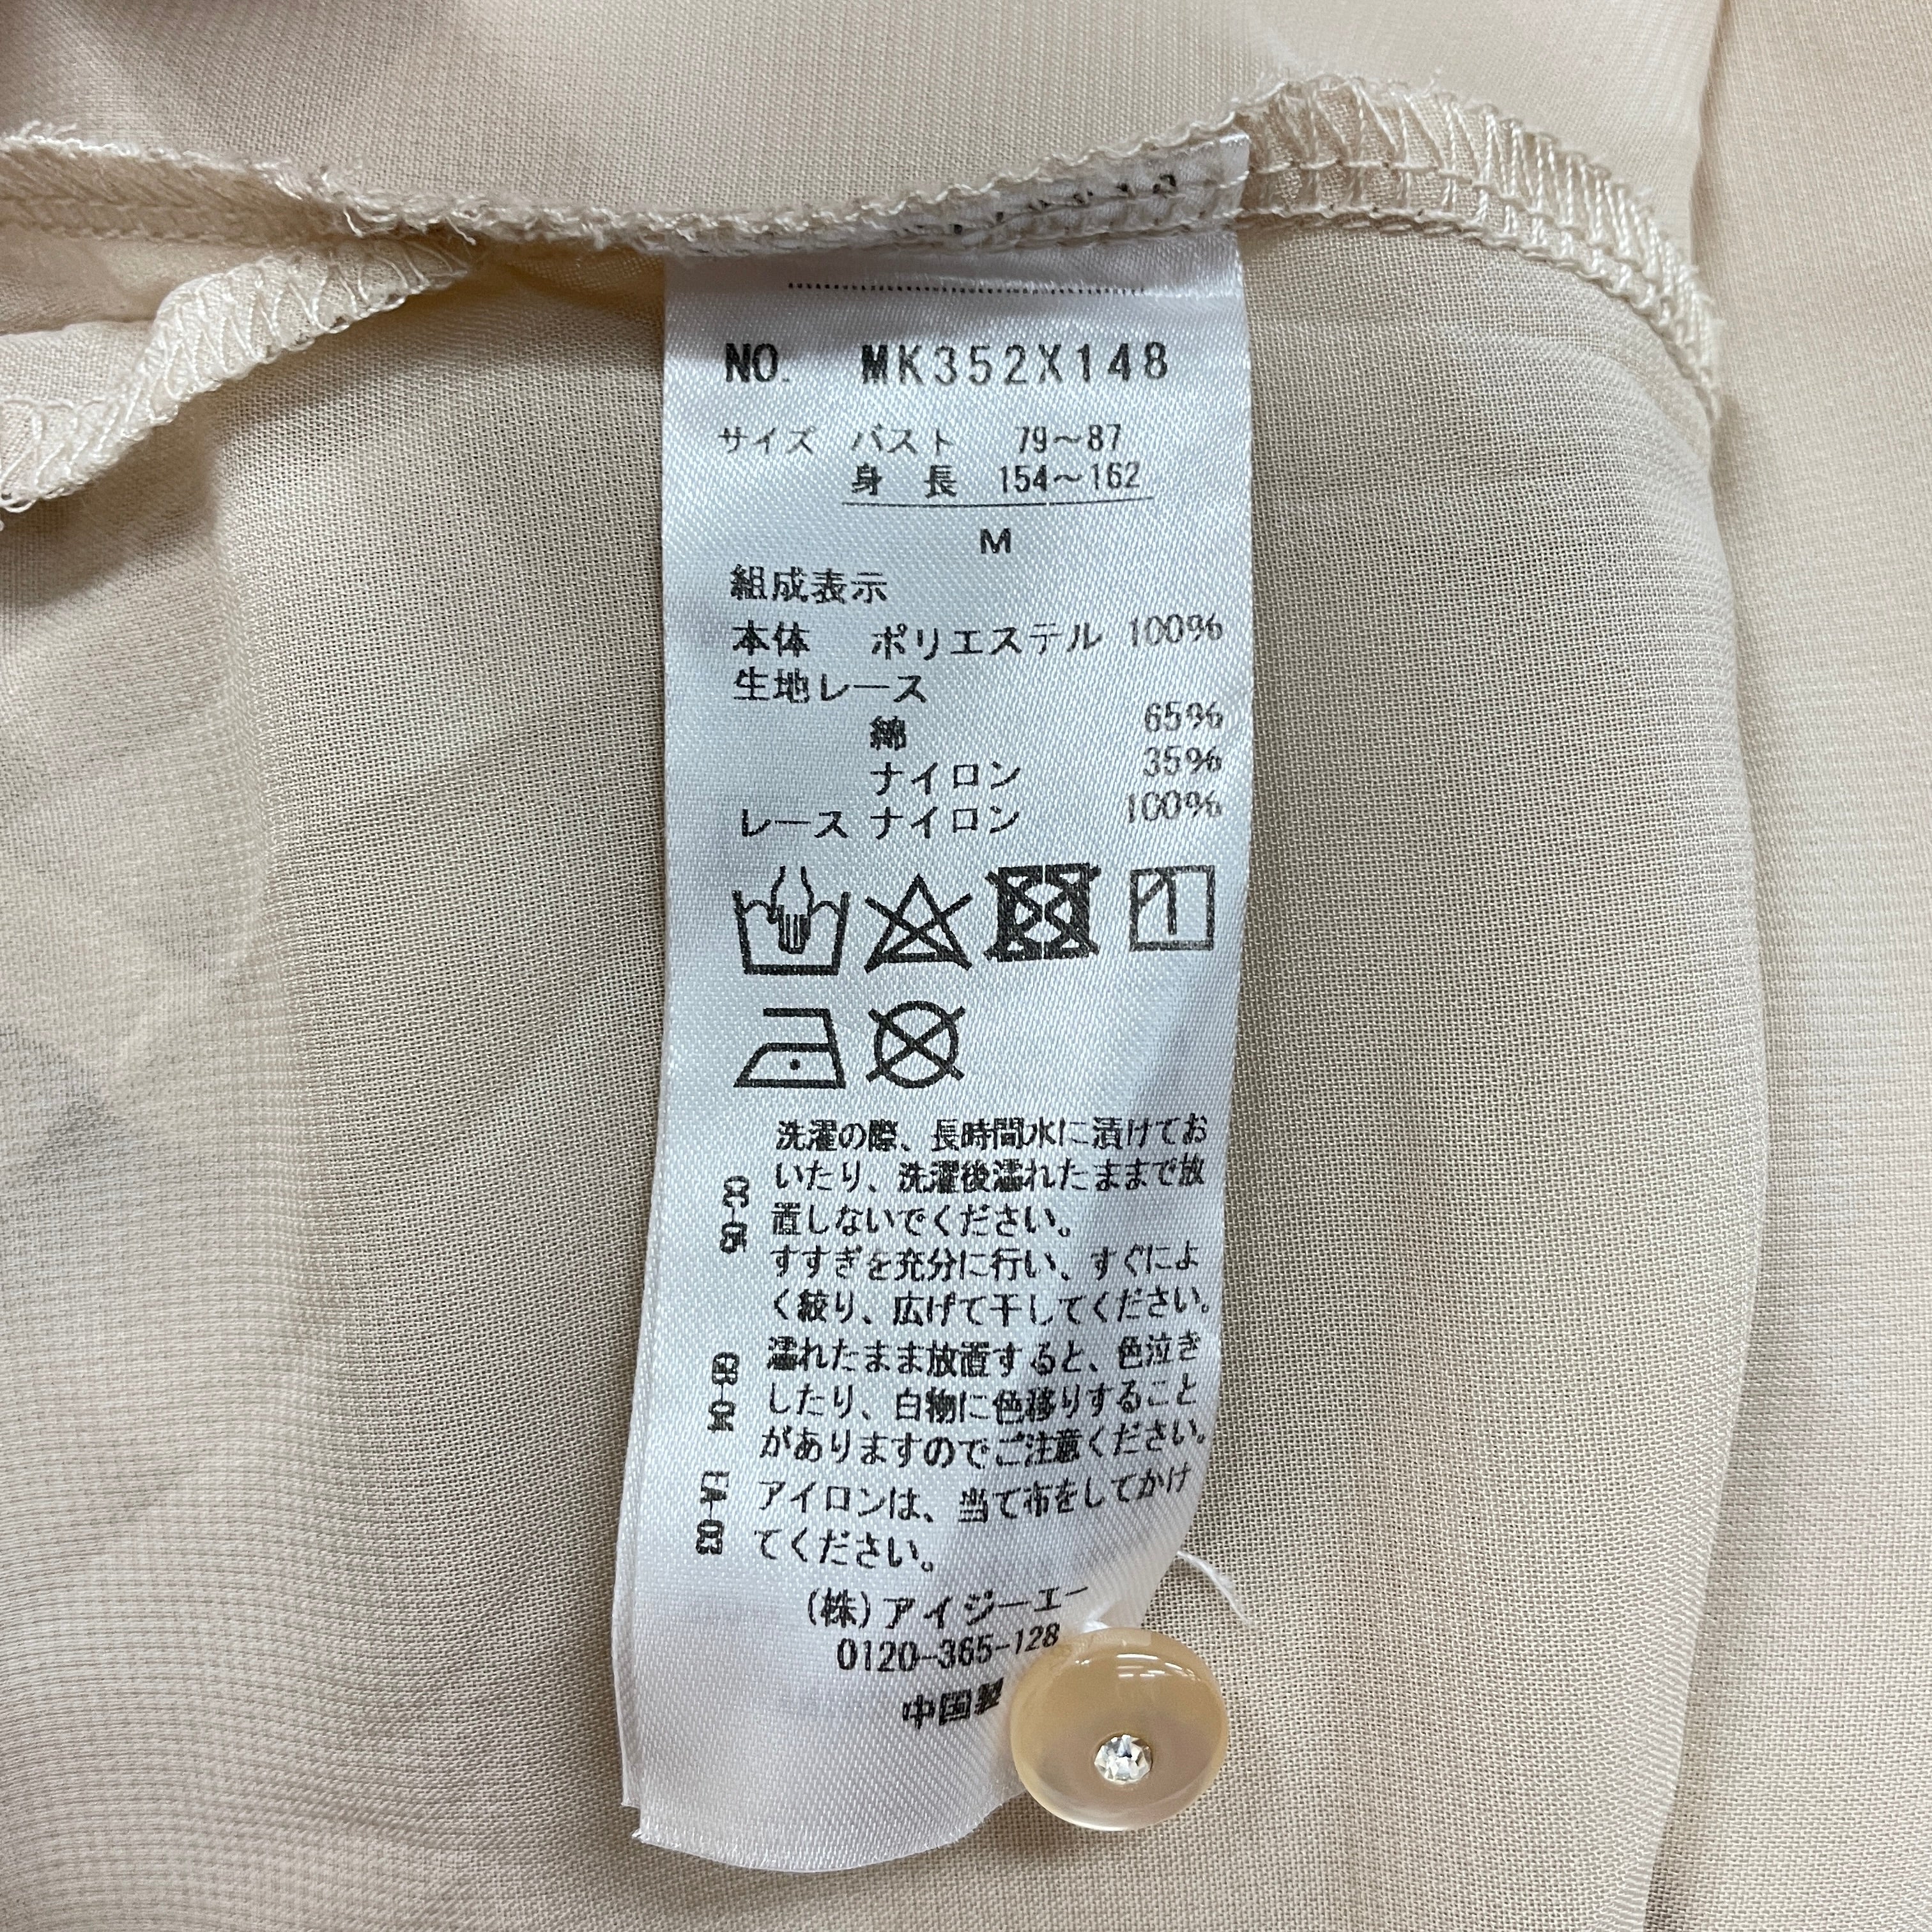 NO. MK352X148
サイズ バスト 79〜87
身 長 154〜162
M
組成表示
本体 ポリエステル 100%
生地レース
綿 65%
ナイロン 35%
レース ナイロン 100%
洗濯の際、長時間水に漬けてお
いたり、洗濯後濡れたままで放
置しないでください。
すすぎを充分に行い、すぐによ
く絞り、広げて干してください。
濡れたまま放置すると、色泣き
したり、白物に色移りすること
がありますのでご注意ください。
アイロンは、当て布をしてかけ
てください。
(株)アイジーエー
0120-365-128
中国製